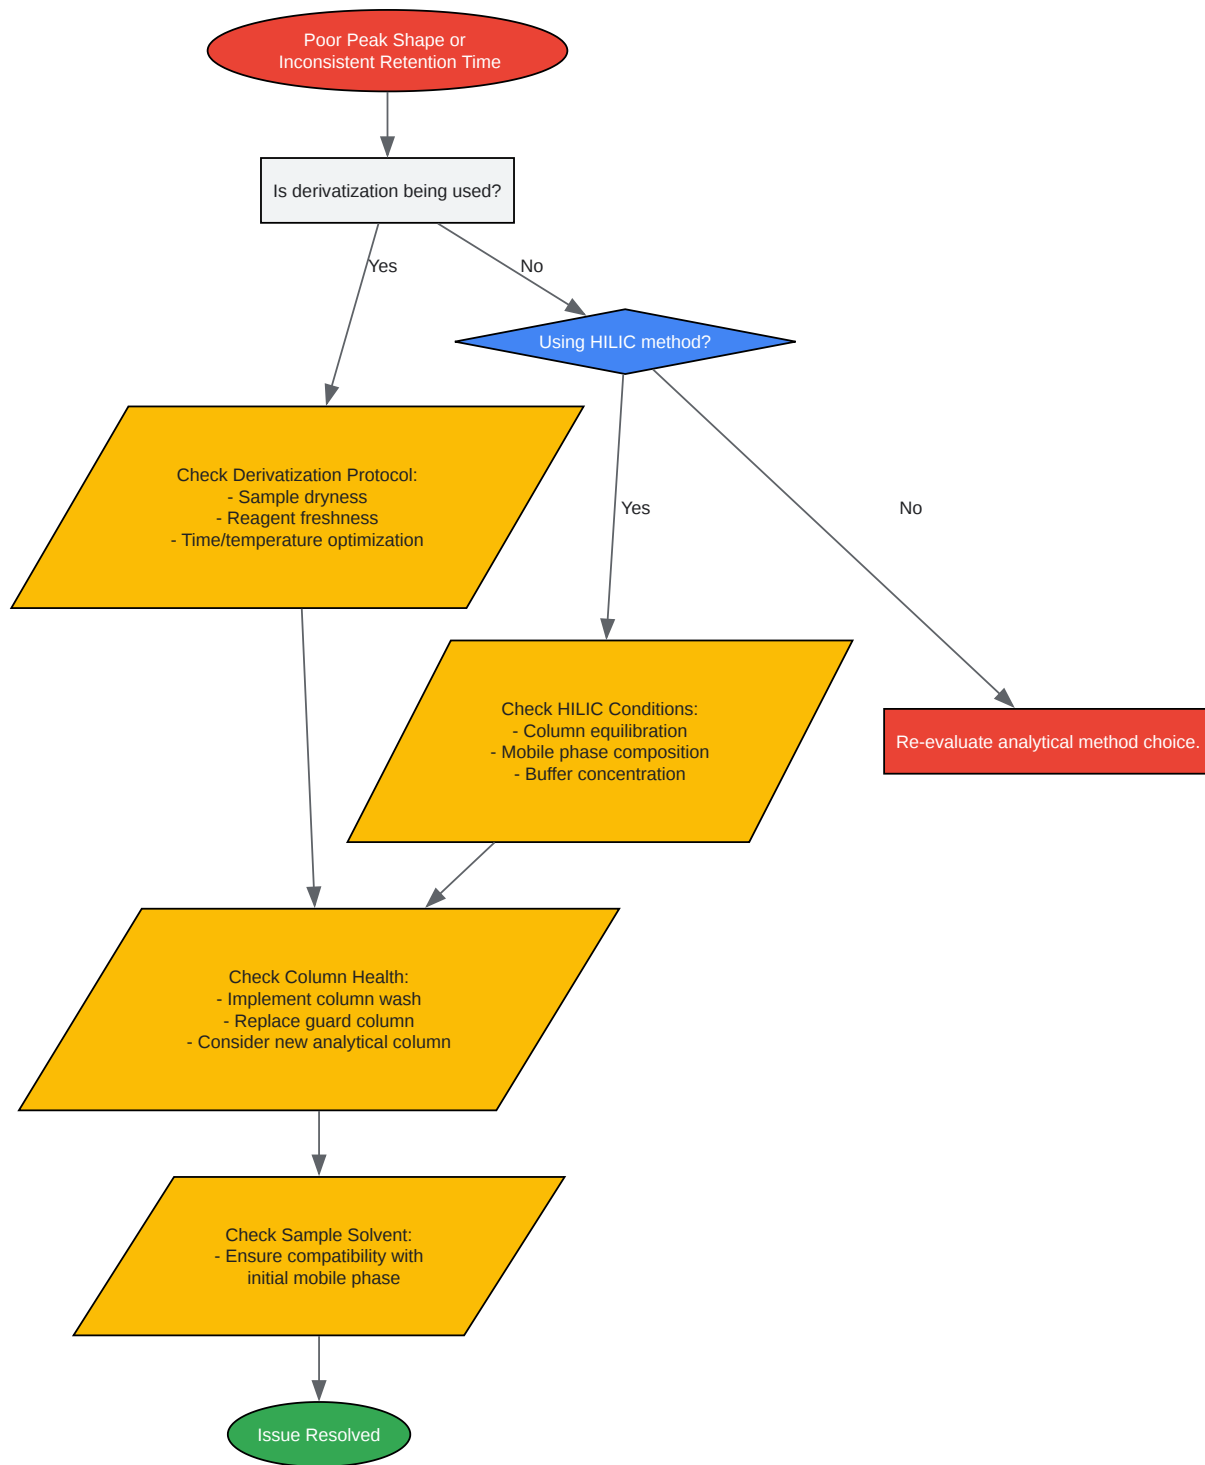 Poor Peak Shape or
Inconsistent Retention Time
Is derivatization being used?
Yes
No
Using HILIC method?
Check Derivatization Protocol:
- Sample dryness
- Reagent freshness
- Time/temperature optimization
Yes
No
Check HILIC Conditions:
- Column equilibration
- Mobile phase composition
- Buffer concentration
Re-evaluate analytical method choice.
Check Column Health:
- Implement column wash
- Replace guard column
- Consider new analytical column
Check Sample Solvent:
- Ensure compatibility with
initial mobile phase
Issue Resolved